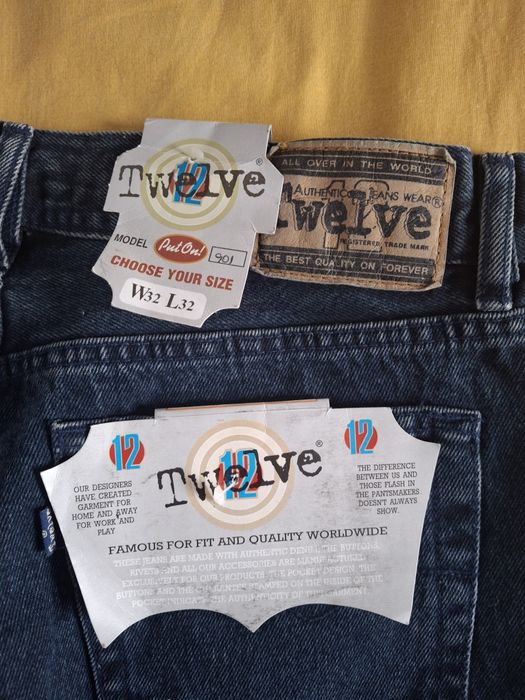 Twelve®
12
MODEL Put On! 901
CHOOSE YOUR SIZE
W32 L32
ALL OVER IN THE WORLD
AUTHENTIC JEANS WEAR®
Twelve
REGISTERED TRADE MARK
THE BEST QUALITY ON FOREVER
12
12
Twelve®
12
OUR DESIGNERS
HAVE CREATED
GARMENT FOR
HOME AND AWAY
FOR WORK AND
PLAY
THE DIFFERENCE
BETWEEN US AND
THOSE FLASH IN
THE PANTSMAKERS
DOESN'T ALWAYS
SHOW.
FAMOUS FOR FIT AND QUALITY WORLDWIDE
THESE JEANS ARE MADE WITH AUTHENTIC DENIM, THE BUTTONS,
RIVETS AND ALL OUR ACCESSORIES ARE MANUFACTURED
EXCLUSIVELY FOR OUR PRODUCTS. THE POCKET DESIGN, THE
BUTTONS AND THE STAMPED ON THE INSIDE OF THE
POCKET INDICATE THE AUTHENTICITY OF THIS GARMENT.